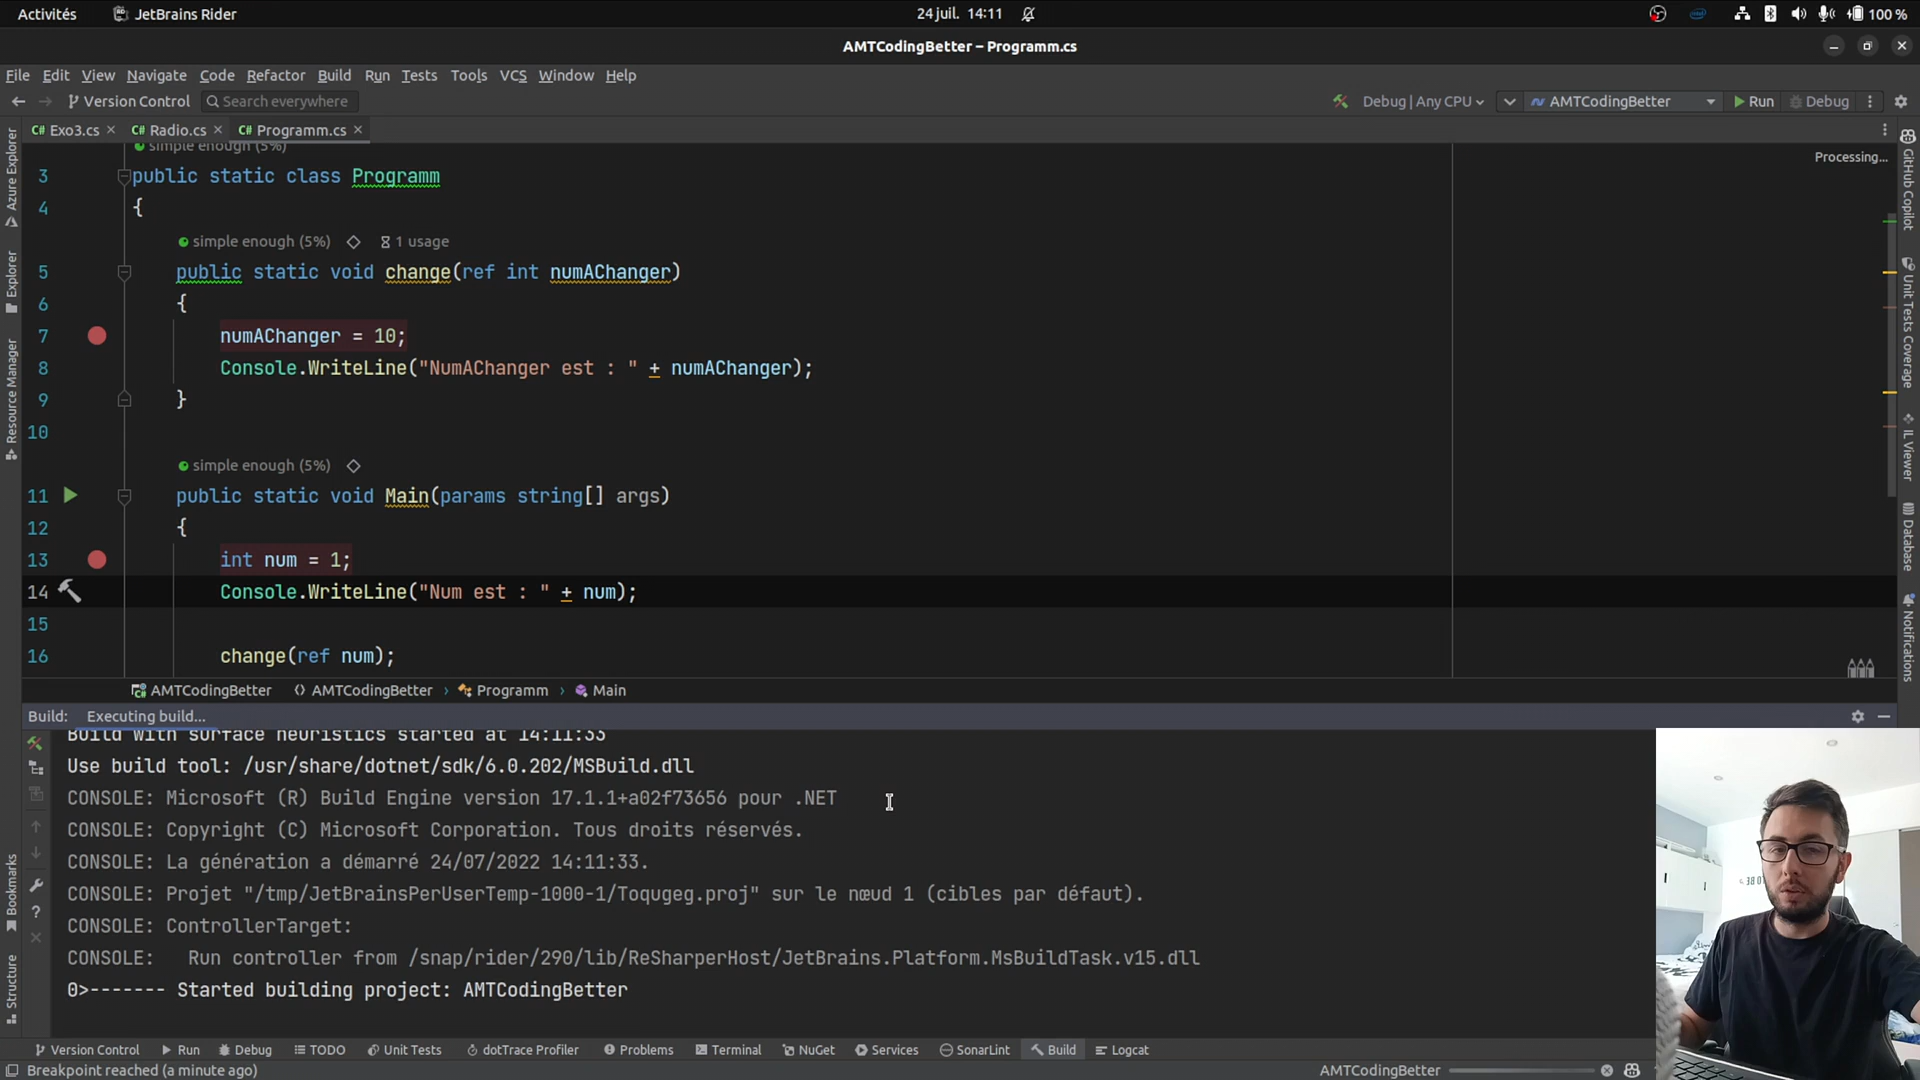 Activités
JetBrains Rider
24 juil. 14:11
100 %
AMTCodingBetter – Programm.cs
File Edit View Navigate Code Refactor Build Run Tests Tools VCS Window Help
Version Control
Search everywhere
Debug | Any CPU
AMTCodingBetter
Run
Debug
Exo3.cs
Radio.cs
Programm.cs
simple enough (5%)
Processing...
3 public static class Programm
4 {
simple enough (5%) 1 usage
5 public static void change(ref int numAChanger)
6 {
7 numAChanger = 10;
8 Console.WriteLine("NumAChanger est : " + numAChanger);
9 }
10
simple enough (5%)
11 public static void Main(params string[] args)
12 {
13 int num = 1;
14 Console.WriteLine("Num est : " + num);
15
16 change(ref num);
AMTCodingBetter AMTCodingBetter › Programm › Main
Build: Executing build...
Build with surface heuristics started at 14:11:33
Use build tool: /usr/share/dotnet/sdk/6.0.202/MSBuild.dll
CONSOLE: Microsoft (R) Build Engine version 17.1.1+a02f73656 pour .NET
CONSOLE: Copyright (C) Microsoft Corporation. Tous droits réservés.
CONSOLE: La génération a démarré 24/07/2022 14:11:33.
CONSOLE: Projet "/tmp/JetBrainsPerUserTemp-1000-1/Toqugeg.proj" sur le nœud 1 (cibles par défaut).
CONSOLE: ControllerTarget:
CONSOLE: Run controller from /snap/rider/290/lib/ReSharperHost/JetBrains.Platform.MsBuildTask.v15.dll
0>------- Started building project: AMTCodingBetter
Version Control Run Debug TODO Unit Tests dotTrace Profiler Problems Terminal NuGet Services SonarLint Build Logcat
Breakpoint reached (a minute ago)
AMTCodingBetter
Azure Explorer
Explorer
Resource Manager
Bookmarks
Structure
GitHub Copilot
Unit Tests Coverage
IL Viewer
Database
Notifications